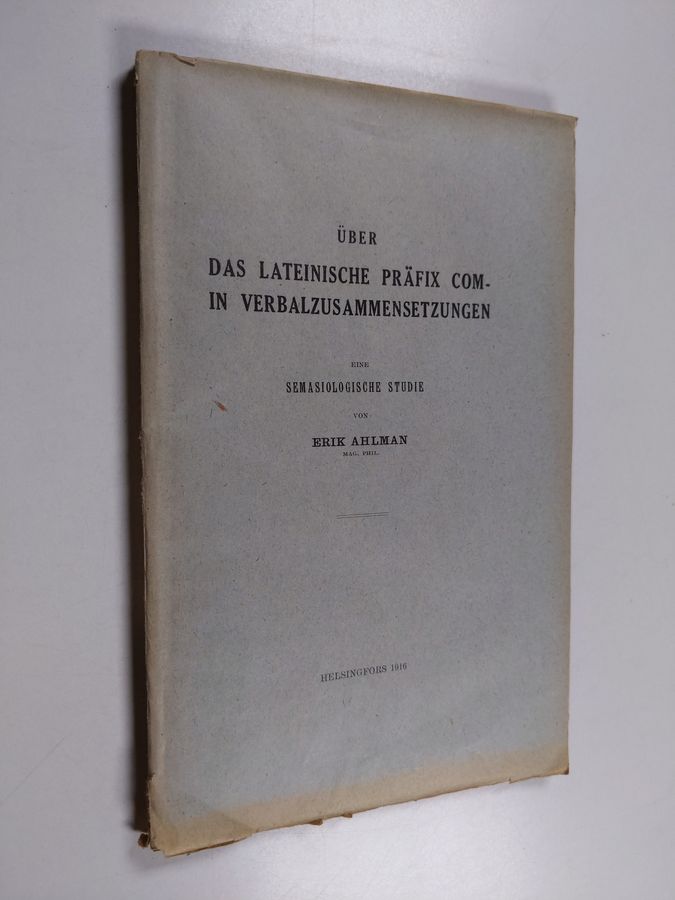 ÜBER
DAS LATEINISCHE PRÄFIX COM-
IN VERBALZUSAMMENSETZUNGEN
EINE
SEMASIOLOGISCHE STUDIE
VON
ERIK AHLMAN
MAG. PHIL.
HELSINGFORS 1916